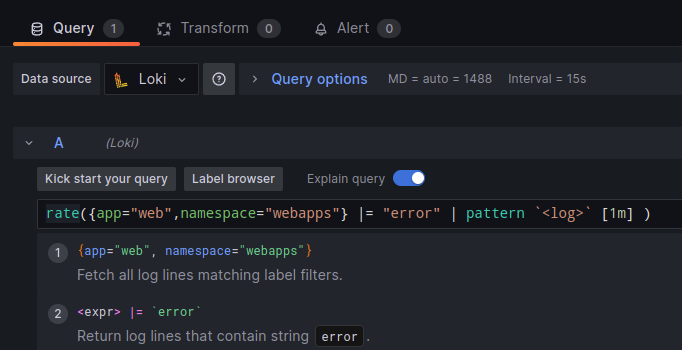 Query 1 Transform 0 Alert 0
Data source Loki ? > Query options MD = auto = 1488 Interval = 15s
A (Loki)
Kick start your query Label browser Explain query
rate({app="web",namespace="webapps"} |= "error" | pattern `<log>` [1m] )
1 {app="web", namespace="webapps"}
Fetch all log lines matching label filters.
2 <expr> |= `error`
Return log lines that contain string error .